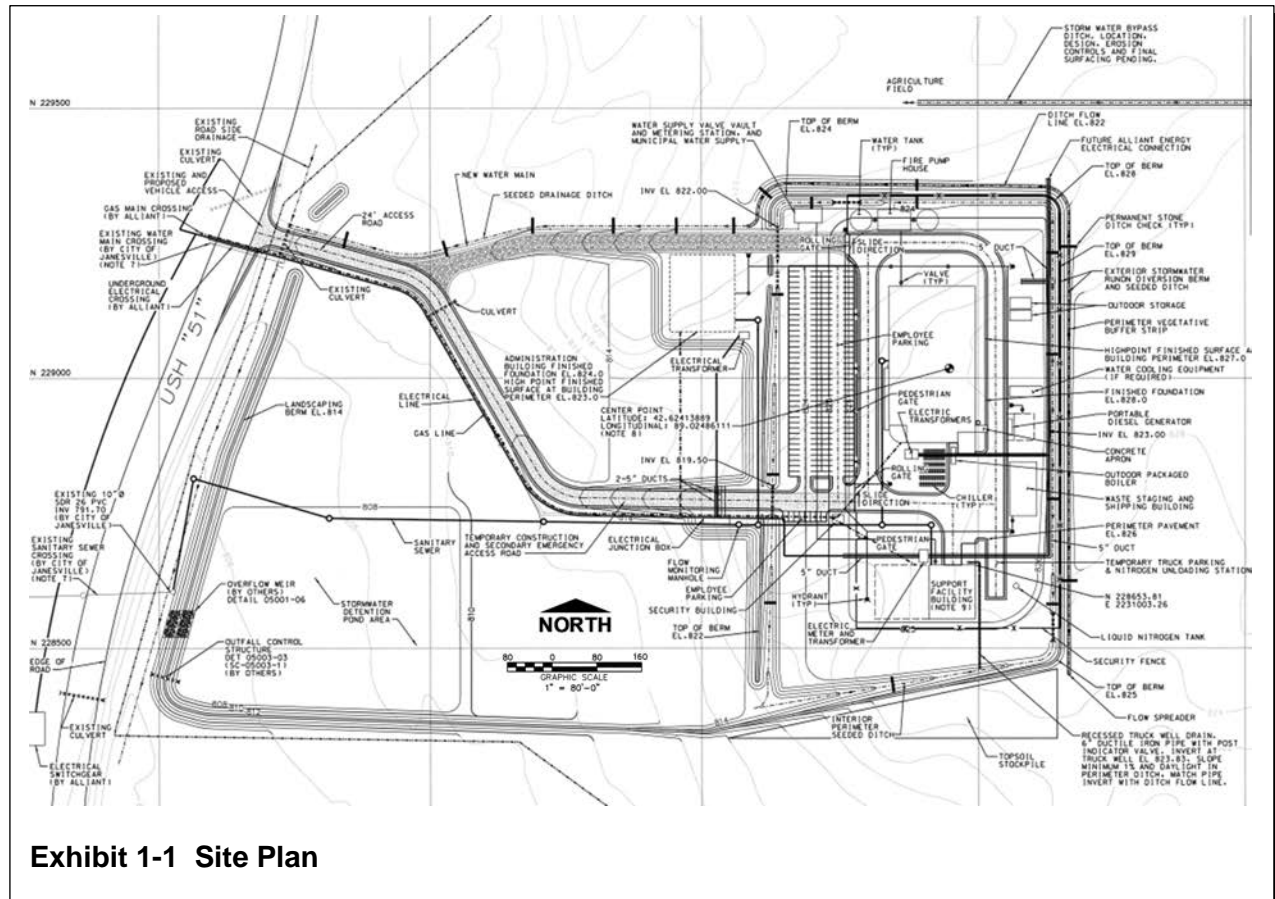 STORM WATER BYPASS
DITCH. LOCATION,
DESIGN, EROSION
CONTROLS AND FINAL
SURFACING PENDING.
AGRICULTURE
FIELD
N 229500
EXISTING
ROAD SIDE
DRAINAGE
EXISTING
CULVERT
EXISTING AND
PROPOSED
VEHICLE ACCESS
GAS MAIN CROSSING
(BY ALLIANT)
EXISTING WATER
MAIN CROSSING
(BY CITY OF
JANESVILLE)
(NOTE 7)
UNDERGROUND
ELECTRICAL
CROSSING
(BY ALLIANT)
USH "51"
24' ACCESS
ROAD
NEW WATER MAIN
SEEDED DRAINAGE DITCH
EXISTING
CULVERT
CULVERT
WATER SUPPLY VALVE VAULT
AND METERING STATION, AND
MUNICIPAL WATER SUPPLY
TOP OF BERM
EL.824
WATER TANK
(TYP)
FIRE PUMP
HOUSE
INV EL 822.00
824
ROLLING
GATE
SLIDE
DIRECTION
VALVE
(TYP)
5" DUCT
DITCH FLOW
LINE EL.822
FUTURE ALLIANT ENERGY
ELECTRICAL CONNECTION
TOP OF BERM
EL.828
PERMANENT STONE
DITCH CHECK (TYP)
TOP OF BERM
EL.829
EXTERIOR STORMWATER
RUNON DIVERSION BERM
AND SEEDED DITCH
OUTDOOR STORAGE
PERIMETER VEGETATIVE
BUFFER STRIP
HIGHPOINT FINISHED SURFACE A
BUILDING PERIMETER EL.827.0
WATER COOLING EQUIPMENT
(IF REQUIRED)
FINISHED FOUNDATION
EL.828.0
PORTABLE
DIESEL GENERATOR
INV EL 823.00
CONCRETE
APRON
OUTDOOR PACKAGED
BOILER
WASTE STAGING AND
SHIPPING BUILDING
PERIMETER PAVEMENT
EL.826
5" DUCT
TEMPORARY TRUCK PARKING
& NITROGEN UNLOADING STATION
N 228653.81
E 2231003.26
LIQUID NITROGEN TANK
SECURITY FENCE
TOP OF BERM
EL.825
FLOW SPREADER
RECESSED TRUCK WELL DRAIN.
6" DUCTILE IRON PIPE WITH POST
INDICATOR VALVE. INVERT AT
TRUCK WELL EL 823.83. SLOPE
MINIMUM 1% AND DAYLIGHT IN
PERIMETER DITCH. MATCH PIPE
INVERT WITH DITCH FLOW LINE.
TOPSOIL
STOCKPILE
N 229000
814
EMPLOYEE
PARKING
ELECTRICAL
TRANSFORMER
ADMINISTRATION
BUILDING FINISHED
FOUNDATION EL.824.0
HIGH POINT FINISHED
SURFACE AT BUILDING
PERIMETER EL.823.0
CENTER POINT
LATITUDE: 42.62413889
LONGITUDINAL: 89.02486111
(NOTE 8)
PEDESTRIAN
GATE
ELECTRIC
TRANSFORMERS
ROLLING
GATE
SLIDE
DIRECTION
CHILLER
(TYP)
INV EL 819.50
2-5" DUCTS
LANDSCAPING
BERM EL.814
ELECTRICAL
LINE
GAS LINE
EXISTING 10"Ø
SDR 26 PVC
INV 791.70
(BY CITY OF
JANESVILLE)
EXISTING
SANITARY SEWER
CROSSING
(BY CITY OF
JANESVILLE)
(NOTE 7)
808
SANITARY
SEWER
TEMPORARY CONSTRUCTION
AND SECONDARY EMERGENCY
ACCESS ROAD
ELECTRICAL
JUNCTION BOX
FLOW
MONITORING
MANHOLE
EMPLOYEE
PARKING
SECURITY BUILDING
PEDESTRIAN
GATE
5" DUCT
HYDRANT
(TYP)
SUPPORT
FACILITY
BUILDING
(NOTE 9)
ELECTRIC
METER AND
TRANSFORMER
TOP OF BERM
EL.822
OVERFLOW WEIR
(BY OTHERS)
DETAIL 05001-06
STORMWATER
DETENTION
POND AREA
810
NORTH
80 0 80 160
GRAPHIC SCALE
1" = 80'-0"
N 228500
EDGE OF
ROAD
OUTFALL CONTROL
STRUCTURE
DET 05003-03
(SC-05003-1)
(BY OTHERS)
808
810
812
814
INTERIOR
PERIMETER
SEEDED DITCH
EXISTING
CULVERT
ELECTRICAL
SWITCHGEAR
(BY ALLIANT)
Exhibit 1-1 Site Plan